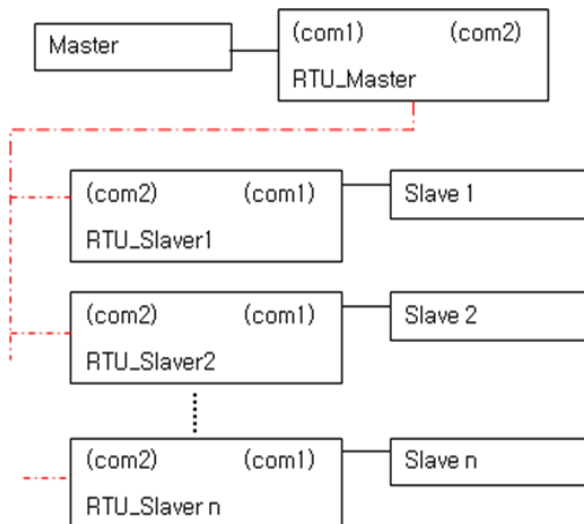 Master
(com1) (com2)
RTU_Master
(com2) (com1)
RTU_Slaver1
Slave 1
(com2) (com1)
RTU_Slaver2
Slave 2
(com2) (com1)
RTU_Slaver n
Slave n